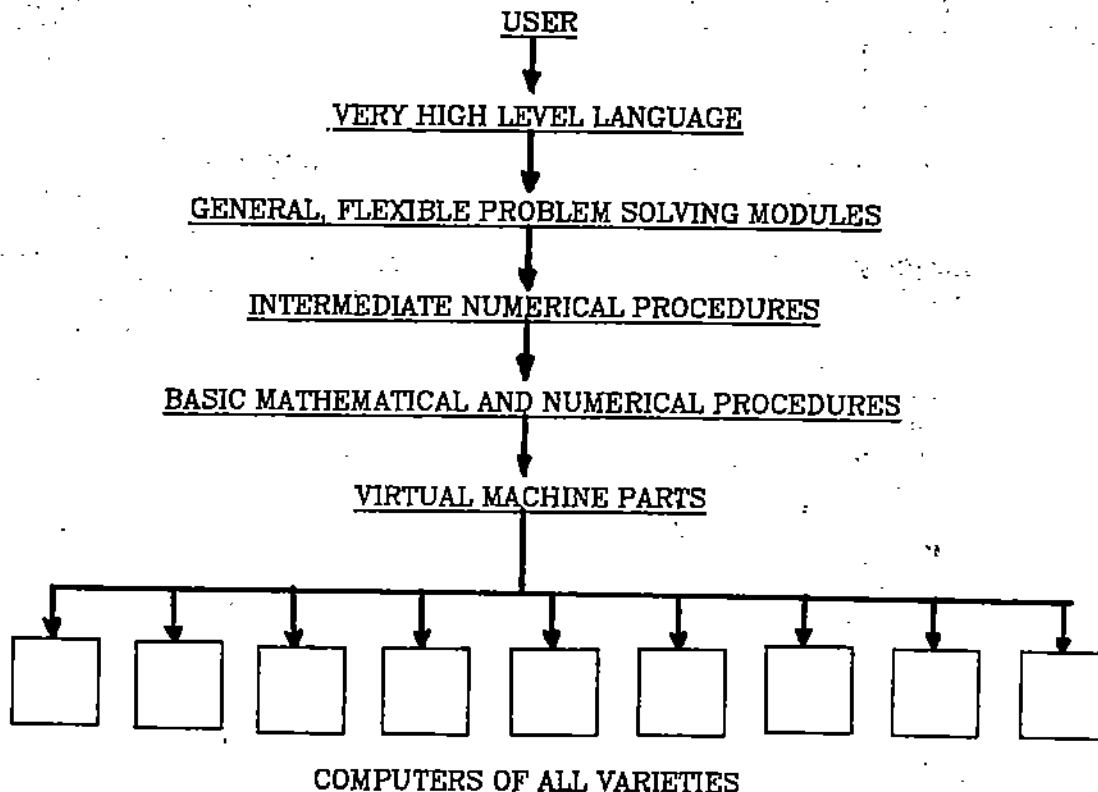 USER
VERY HIGH LEVEL LANGUAGE
GENERAL, FLEXIBLE PROBLEM SOLVING MODULES
INTERMEDIATE NUMERICAL PROCEDURES
BASIC MATHEMATICAL AND NUMERICAL PROCEDURES
VIRTUAL MACHINE PARTS
COMPUTERS OF ALL VARIETIES